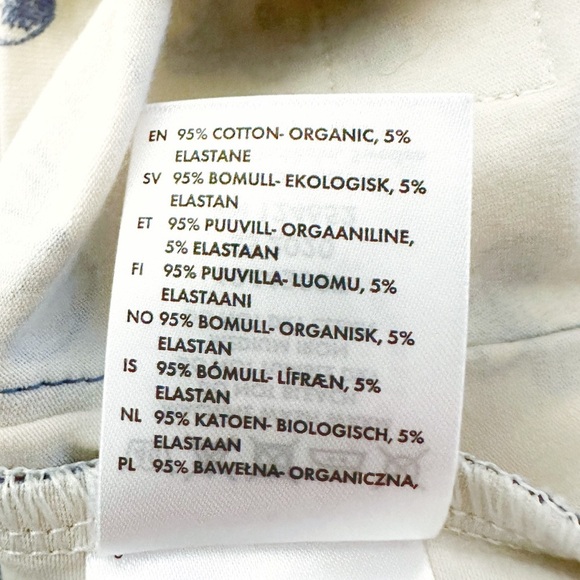 EN 95% COTTON- ORGANIC, 5%
ELASTANE
SV 95% BOMULL- EKOLOGISK, 5%
ELASTAN
ET 95% PUUVILL- ORGAANILINE,
5% ELASTAAN
FI 95% PUUVILLA- LUOMU, 5%
ELASTAANI
NO 95% BOMULL- ORGANISK, 5%
ELASTAN
IS 95% BÓMULL- LÍFRÆN, 5%
ELASTAN
NL 95% KATOEN- BIOLOGISCH, 5%
ELASTAAN
PL 95% BAWEŁNA- ORGANICZNA,